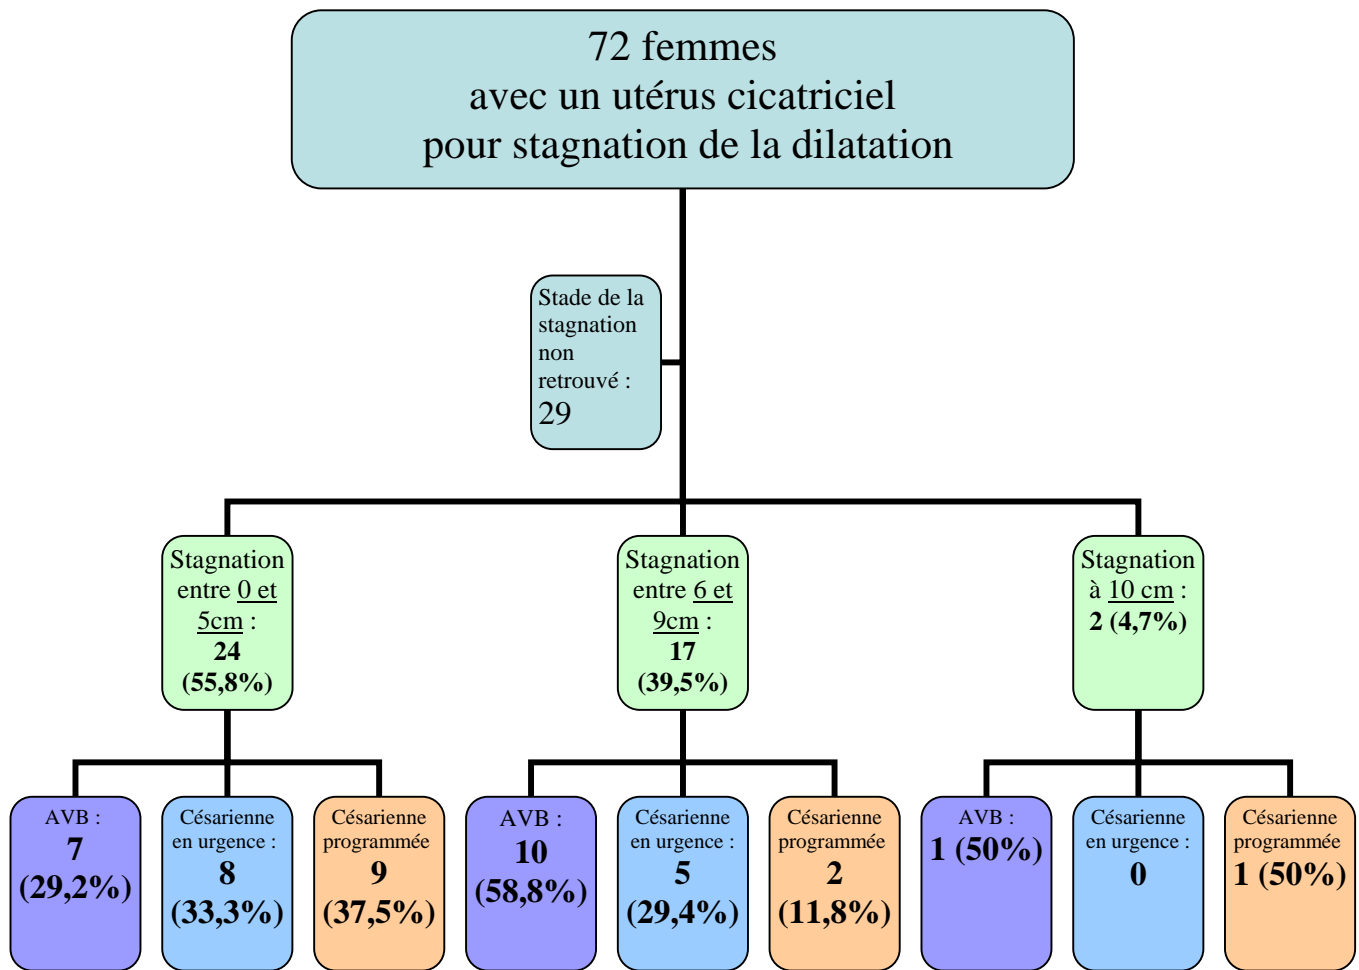 72 femmes
avec un utérus cicatriciel
pour stagnation de la dilatation
Stade de la
stagnation
non
retrouvé :
29
Stagnation
entre 0 et
5cm :
24
(55,8%)
Stagnation
entre 6 et
9cm :
17
(39,5%)
Stagnation
à 10 cm :
2 (4,7%)
AVB :
7
(29,2%)
Césarienne
en urgence :
8
(33,3%)
Césarienne
programmée
9
(37,5%)
AVB :
10
(58,8%)
Césarienne
en urgence :
5
(29,4%)
Césarienne
programmée
2
(11,8%)
AVB :
1 (50%)
Césarienne
en urgence :
0
Césarienne
programmée
1 (50%)